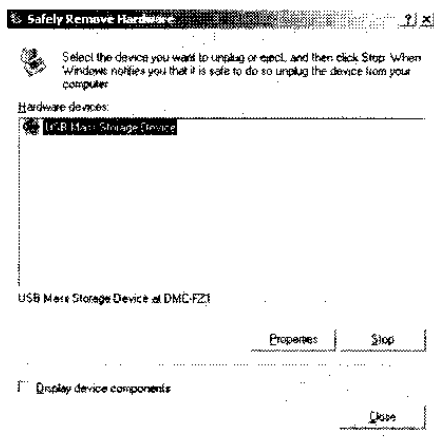 Safely Remove Hardware
Select the device you want to unplug or eject, and then click Stop. When
Windows notifies you that it is safe to do so unplug the device from your
computer
Hardware devices:
USB Mass Storage Device
USB Mass Storage Device at DMC-FZ1
Properties
Stop
Display device components
Close